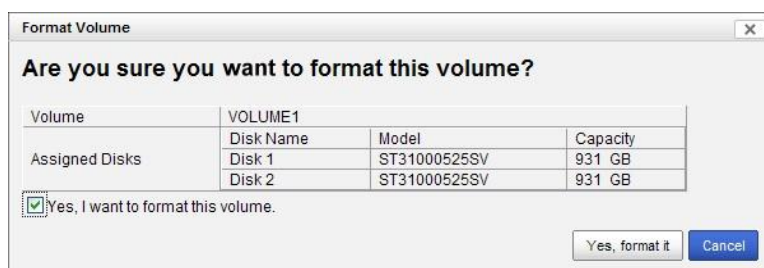 Format Volume
Are you sure you want to format this volume?
Volume VOLUME1
Assigned Disks
Disk Name Model Capacity
Disk 1 ST31000525SV 931 GB
Disk 2 ST31000525SV 931 GB
Yes, I want to format this volume.
Yes, format it Cancel